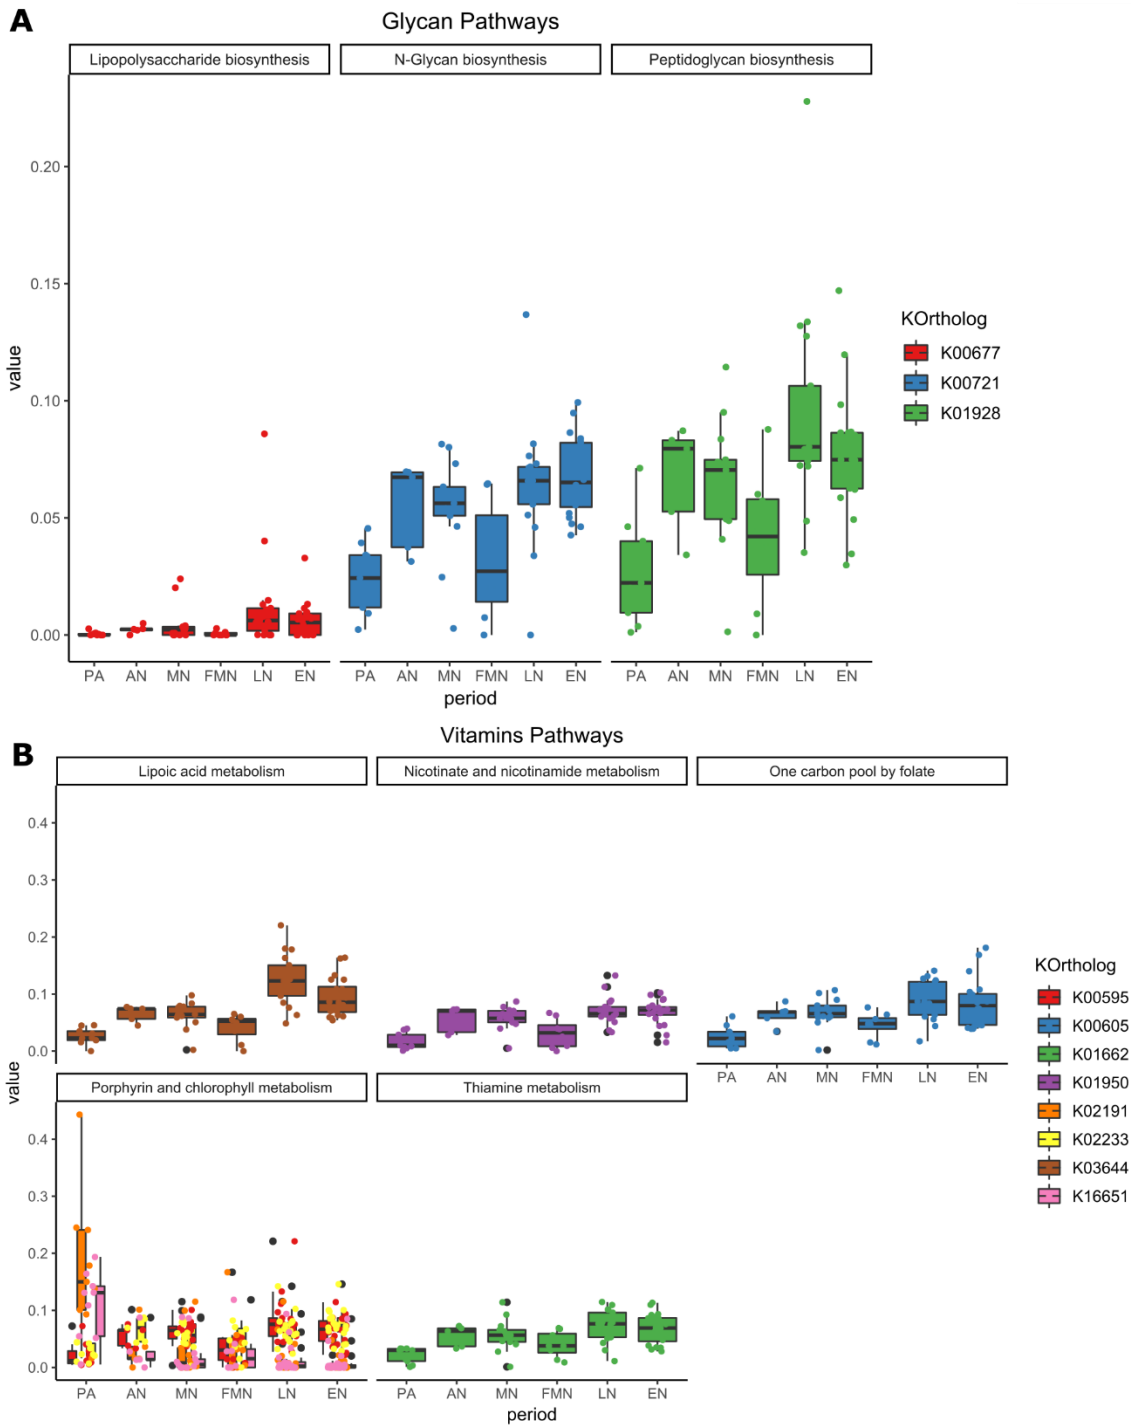 A
Glycan Pathways
Lipopolysaccharide biosynthesis
N-Glycan biosynthesis
Peptidoglycan biosynthesis
value
0.20
0.15
0.10
0.05
0.00
PA AN MN FMN LN EN
PA AN MN FMN LN EN
PA AN MN FMN LN EN
period
KOrtholog
K00677
K00721
K01928
B
Vitamins Pathways
Lipoic acid metabolism
Nicotinate and nicotinamide metabolism
One carbon pool by folate
value
0.4
0.3
0.2
0.1
0.0
PA AN MN FMN LN EN
Porphyrin and chlorophyll metabolism
Thiamine metabolism
0.4
0.3
0.2
0.1
0.0
PA AN MN FMN LN EN
PA AN MN FMN LN EN
period
KOrtholog
K00595
K00605
K01662
K01950
K02191
K02233
K03644
K16651